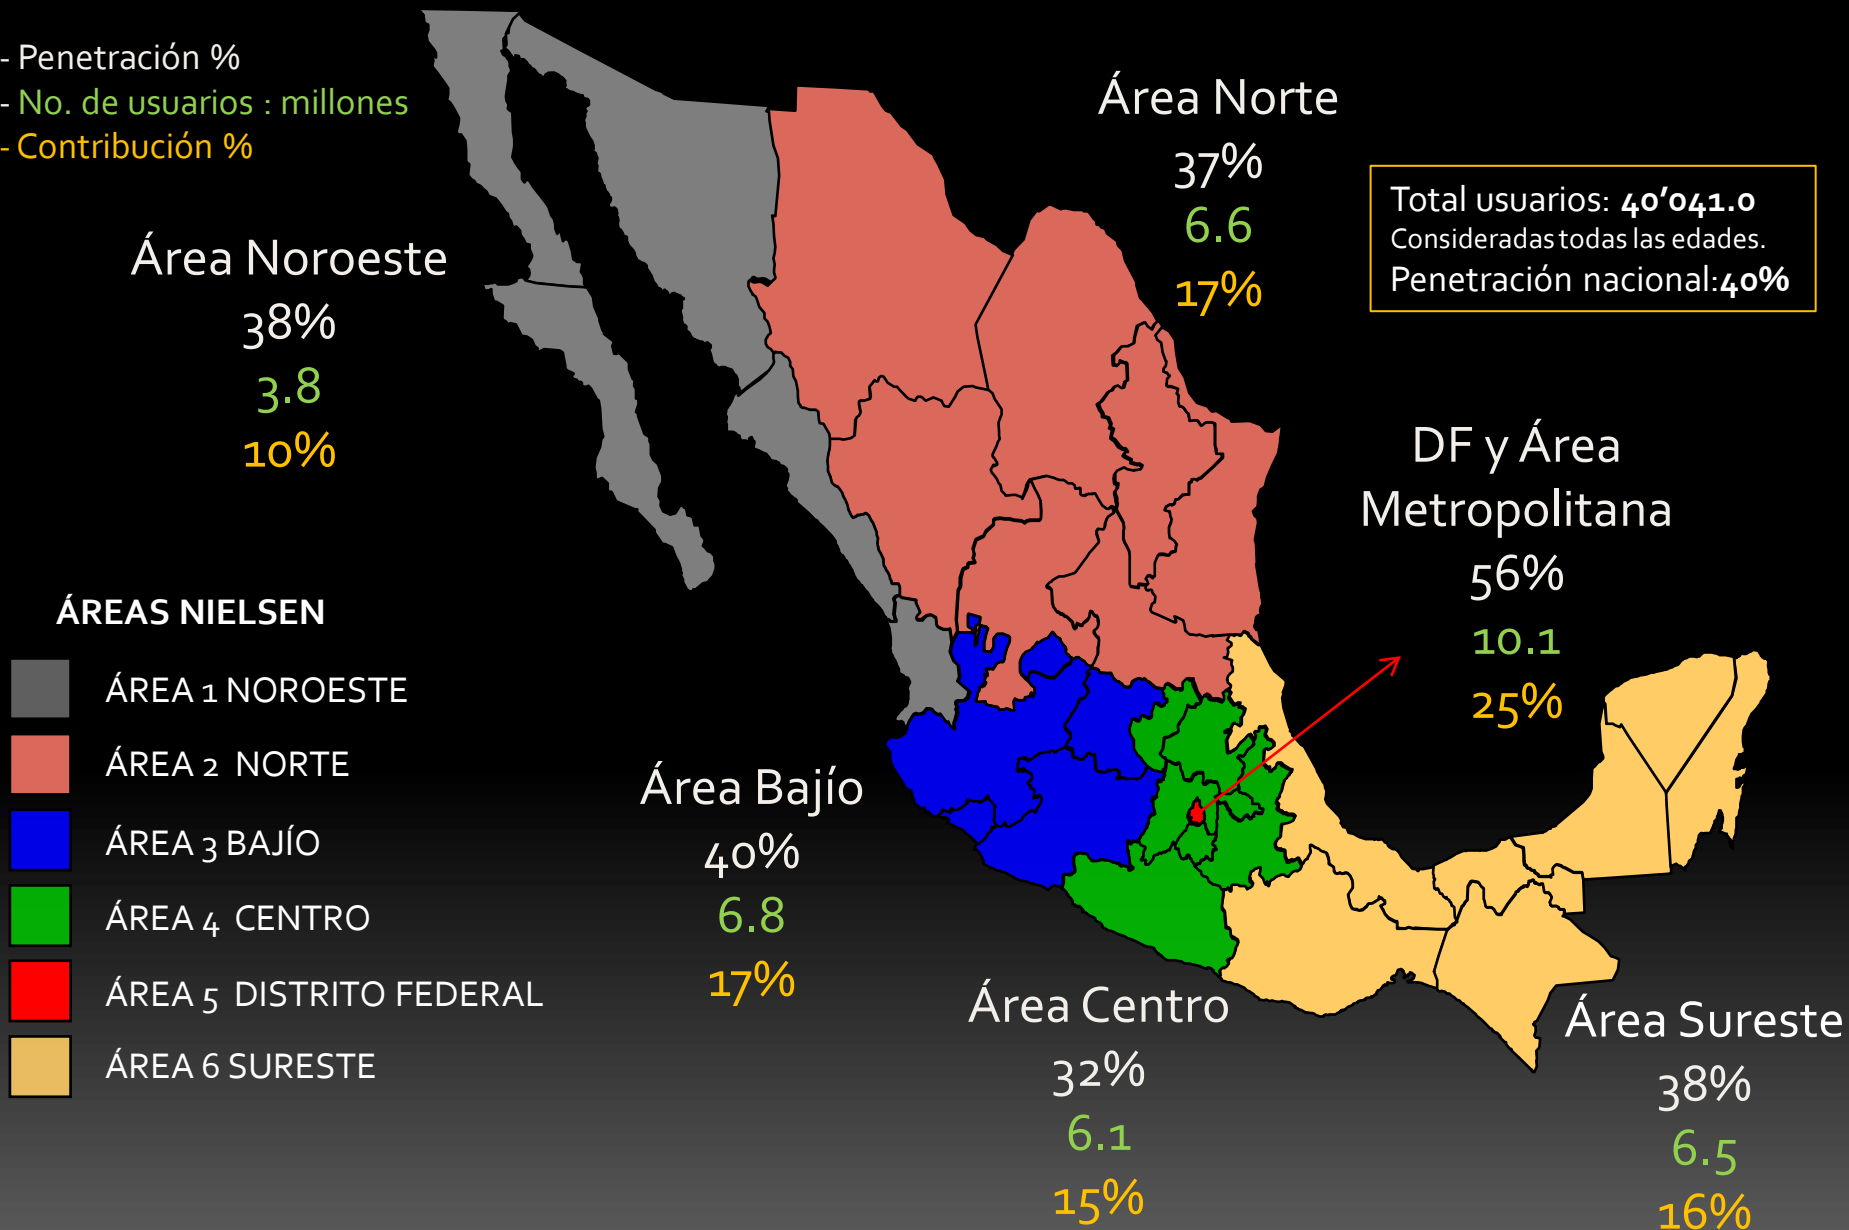 - Penetración %
- No. de usuarios : millones
- Contribución %
Área Noroeste
38%
3.8
10%
Área Norte
37%
6.6
17%
Total usuarios: 40’041.0
Consideradas todas las edades.
Penetración nacional:40%
DF y Área
Metropolitana
56%
10.1
25%
ÁREAS NIELSEN
ÁREA 1 NOROESTE
ÁREA 2 NORTE
ÁREA 3 BAJÍO
ÁREA 4 CENTRO
ÁREA 5 DISTRITO FEDERAL
ÁREA 6 SURESTE
Área Bajío
40%
6.8
17%
Área Centro
32%
6.1
15%
Área Sureste
38%
6.5
16%